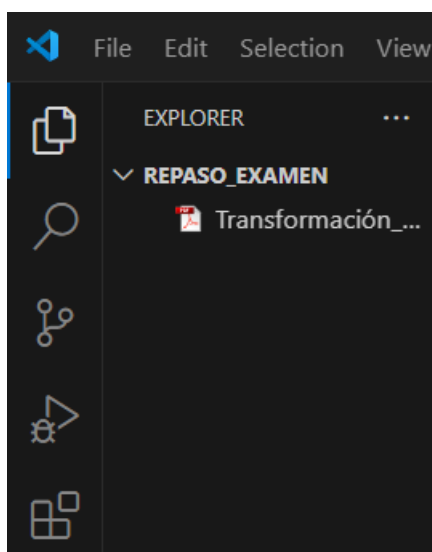 File Edit Selection View
EXPLORER ...
REPASO_EXAMEN
Transformación_...